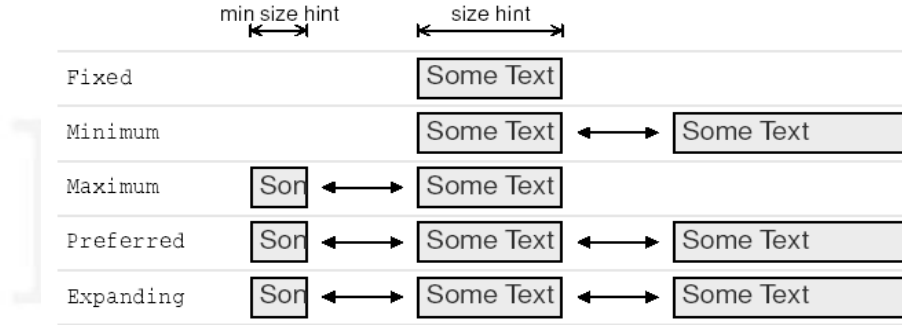 min size hint size hint
Fixed Some Text
Minimum Some Text Some Text
Maximum Son Some Text
Preferred Son Some Text Some Text
Expanding Son Some Text Some Text